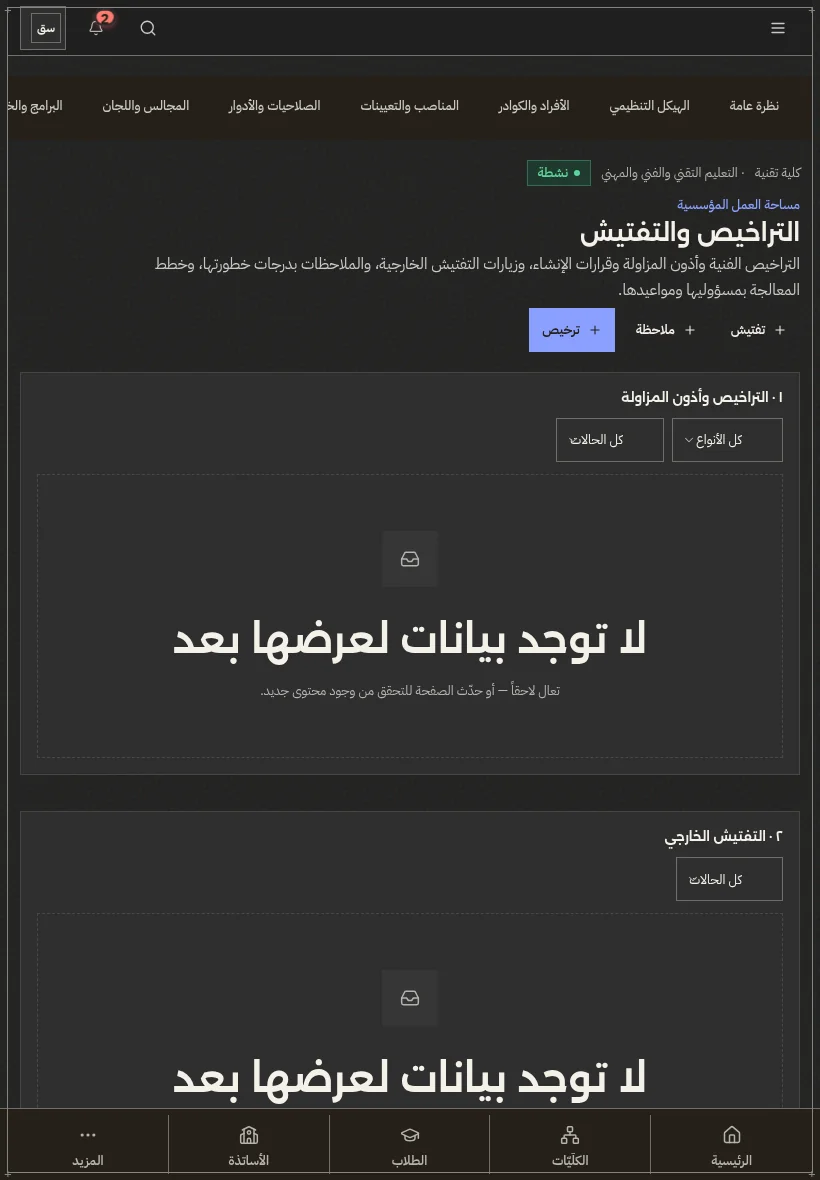 سق
2
نظرة عامة
الهيكل التنظيمي
الأفراد والكوادر
المناصب والتعيينات
الصلاحيات والأدوار
المجالس واللجان
البرامج
كلية تقنية · التعليم التقني والفني والمهني
نشطة
مساحة العمل المؤسسية
التراخيص والتفتيش
التراخيص الفنية وأذون المزاولة وقرارات الإنشاء، وزيارات التفتيش الخارجية، والملاحظات بدرجات خطورتها، وخطط
المعالجة بمسؤوليها ومواعيدها.
تفتيش
ملاحظة
ترخيص
١ · التراخيص وأذون المزاولة
كل الأنواع
كل الحالات
لا توجد بيانات لعرضها بعد
تعال لاحقاً — أو حدّث الصفحة للتحقق من وجود محتوى جديد.
٢ · التفتيش الخارجي
كل الحالات
لا توجد بيانات لعرضها بعد
الرئيسية
الكليّات
الطلاب
الأساتذة
المزيد